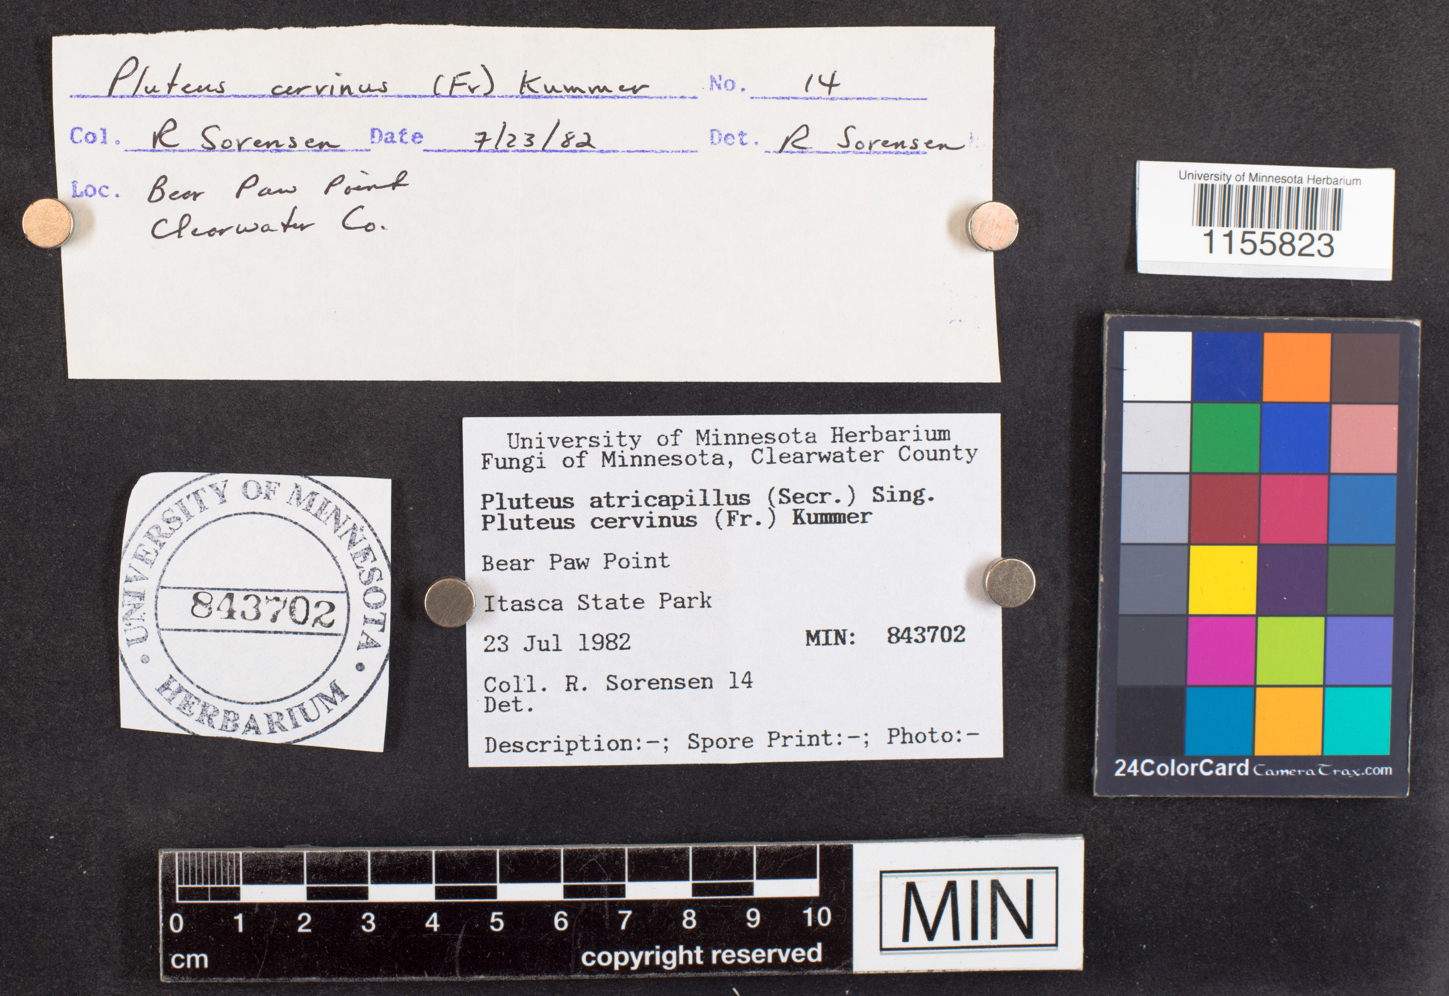 Pluteus cervinus (Fr) Kummer No. 14
Col. R Sorensen Date 7/23/82 Det. R Sorensen
Loc. Bear Paw Point
Clearwater Co.
University of Minnesota Herbarium
1155823
University of Minnesota Herbarium
Fungi of Minnesota, Clearwater County
Pluteus atricapillus (Secr.) Sing.
Pluteus cervinus (Fr.) Kummer
Bear Paw Point
Itasca State Park
23 Jul 1982 MIN: 843702
Coll. R. Sorensen 14
Det.
Description:-; Spore Print:-; Photo:-
UNIVERSITY OF MINNESOTA
843702
HERBARIUM
24ColorCard CameraTrax.com
0 1 2 3 4 5 6 7 8 9 10
cm copyright reserved
MIN